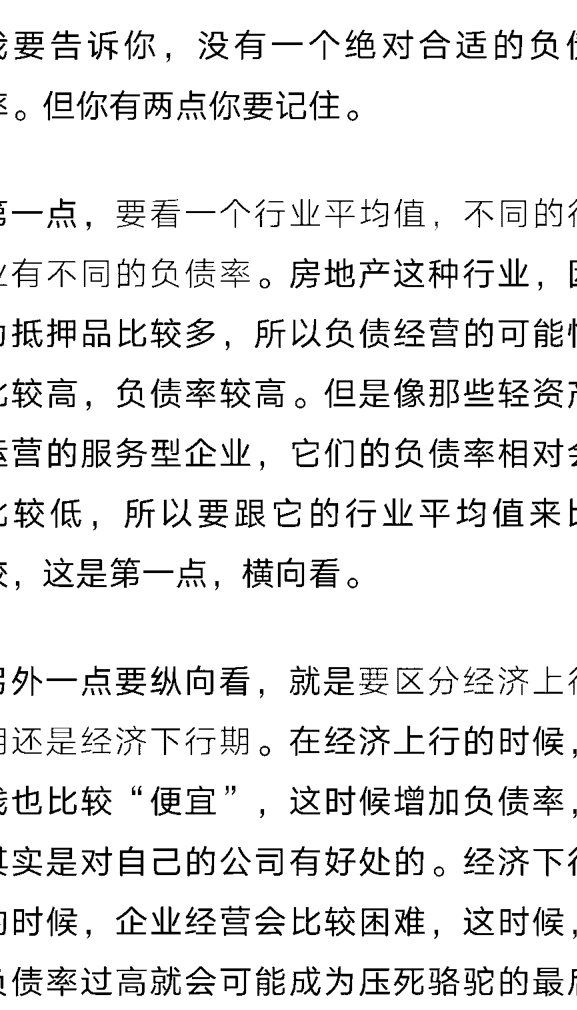 我要告诉你，没有一个绝对合适的负债
率。但你有两点你要记住。
第一点，要看一个行业平均值，不同的行
业有不同的负债率。房地产这种行业，因
为抵押品比较多，所以负债经营的可能性
比较高，负债率较高。但是像那些轻资产
运营的服务型企业，它们的负债率相对会
比较低，所以要跟它的行业平均值来比
较，这是第一点，横向看。
另外一点要纵向看，就是要区分经济上行
期还是经济下行期。在经济上行的时候，
钱也比较“便宜”，这时候增加负债率，
其实是对自己的公司有好处的。经济下行
的时候，企业经营会比较困难，这时候，
负债率过高就会可能成为压死骆驼的最后